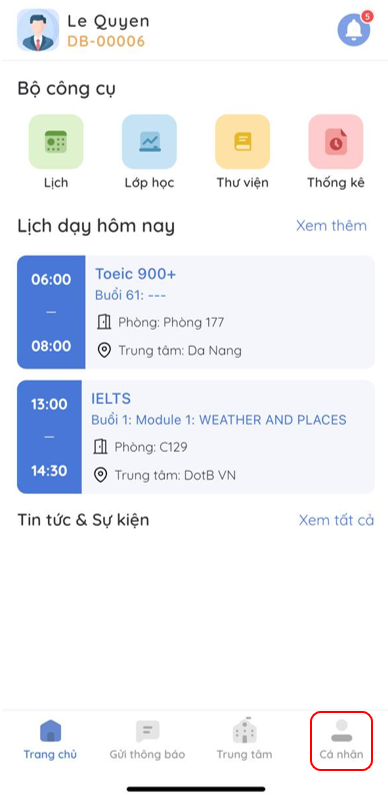 Le Quyen
5
DB-00006
Bộ công cụ
Lịch
Lớp học
Thư viện
Thống kê
Lịch dạy hôm nay
Xem thêm
06:00
—
08:00
Toeic 900+
Buổi 61: ---
Phòng: Phòng 177
Trung tâm: Da Nang
13:00
—
14:30
IELTS
Buổi 1: Module 1: WEATHER AND PLACES
Phòng: C129
Trung tâm: DotB VN
Tin tức & Sự kiện
Xem tất cả
Trang chủ
Gửi thông báo
Trung tâm
Cá nhân